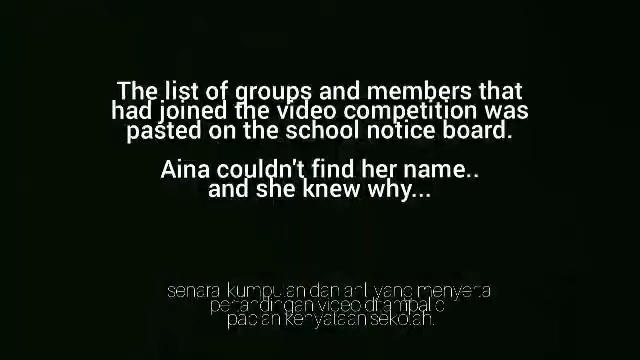 The list of groups and members that
had joined the video competition was
pasted on the school notice board.
Aina couldn't find her name..
and she knew why...
senarai kumpulan dan ahli yang menyertai
pertandingan video ditampal di
papan kenyataan sekolah.